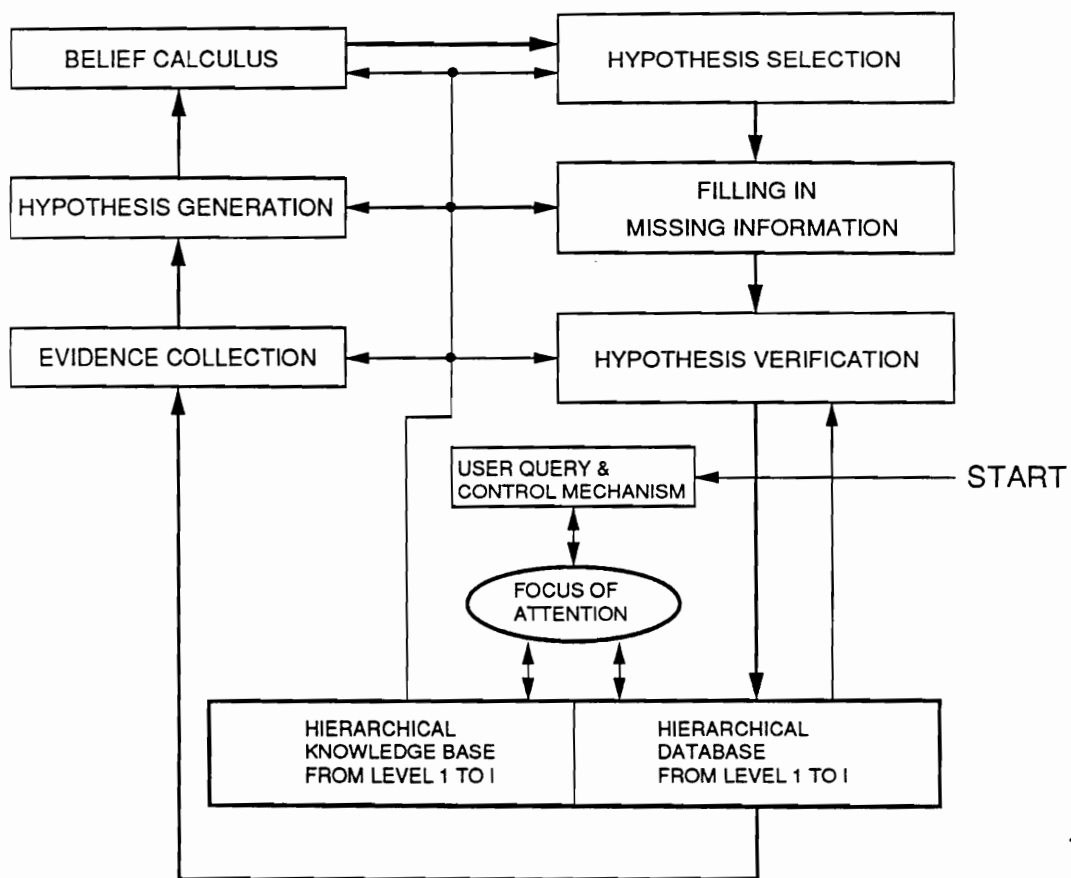 BELIEF CALCULUS
HYPOTHESIS SELECTION
HYPOTHESIS GENERATION
FILLING IN
MISSING INFORMATION
EVIDENCE COLLECTION
HYPOTHESIS VERIFICATION
USER QUERY &
CONTROL MECHANISM
START
FOCUS OF
ATTENTION
HIERARCHICAL
KNOWLEDGE BASE
FROM LEVEL 1 TO I
HIERARCHICAL
DATABASE
FROM LEVEL 1 TO I